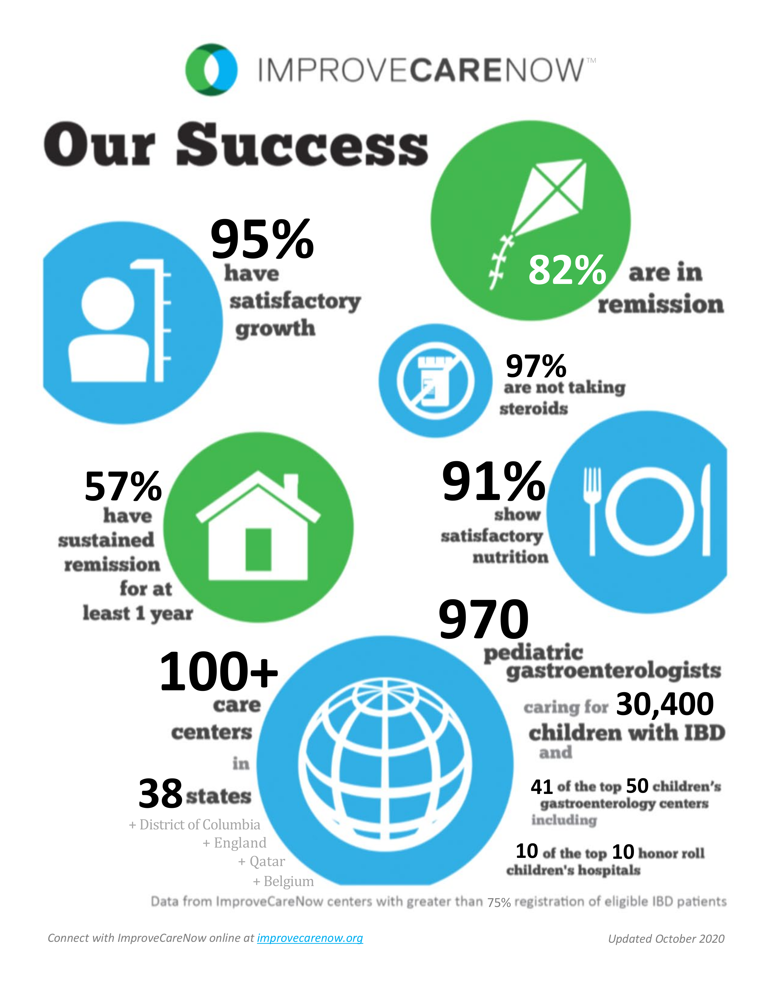 IMPROVECARENOW™
Our Success
95%
have
satisfactory
growth
82% are in
remission
97%
are not taking
steroids
57%
have
sustained
remission
for at
least 1 year
91%
show
satisfactory
nutrition
100+
care
centers
in
38 states
+ District of Columbia
+ England
+ Qatar
+ Belgium
970
pediatric
gastroenterologists
caring for 30,400
children with IBD
and
41 of the top 50 children's
gastroenterology centers
including
10 of the top 10 honor roll
children's hospitals
Data from ImproveCareNow centers with greater than 75% registration of eligible IBD patients
Connect with ImproveCareNow online at improvecarenow.org
Updated October 2020